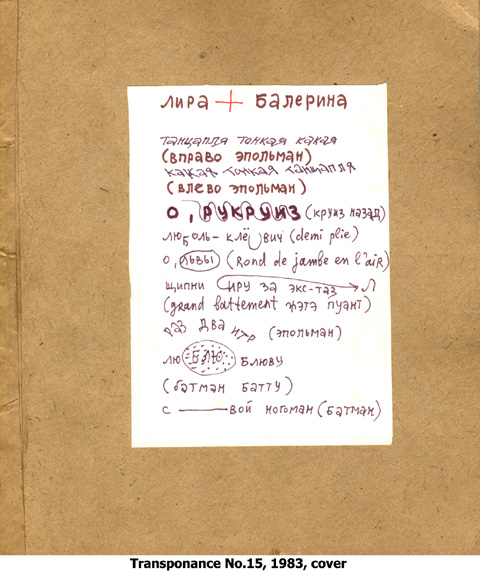 лира + балерина
танцапля тонкая какая
(вправо эпольман)
какая тонкая танцапля
(влево эпольман)
О, РУКРУИЗ (круиз назад)
люболь-клёвич (demi plie)
о, львы (Rond de jambe en l'air)
щипни иру за экс-таз Л
(grand battement жэтэ пуант)
раз два итр (эпольман)
лю БЛЮ блюву
(батман батту)
с вой ногоман (батман)
Transponance No.15, 1983, cover